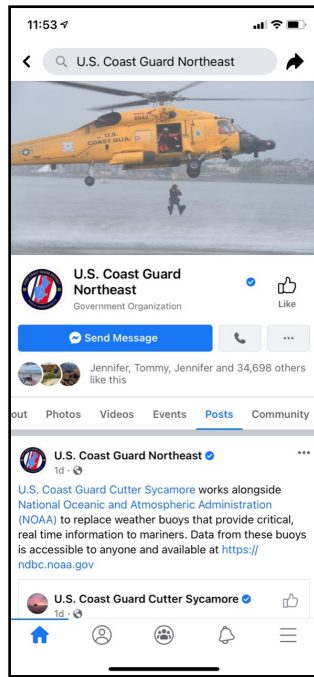 11:53
U.S. Coast Guard Northeast
U.S.
COAST GUARD
6043
U.S. Coast Guard
Northeast
Government Organization
Like
Send Message
Jennifer, Tommy, Jennifer and 34,698 others
like this
out Photos Videos Events Posts Community
U.S. Coast Guard Northeast
1d ·
U.S. Coast Guard Cutter Sycamore works alongside
National Oceanic and Atmospheric Administration
(NOAA) to replace weather buoys that provide critical,
real time information to mariners. Data from these buoys
is accessible to anyone and available at https://
ndbc.noaa.gov
U.S. Coast Guard Cutter Sycamore
1d ·